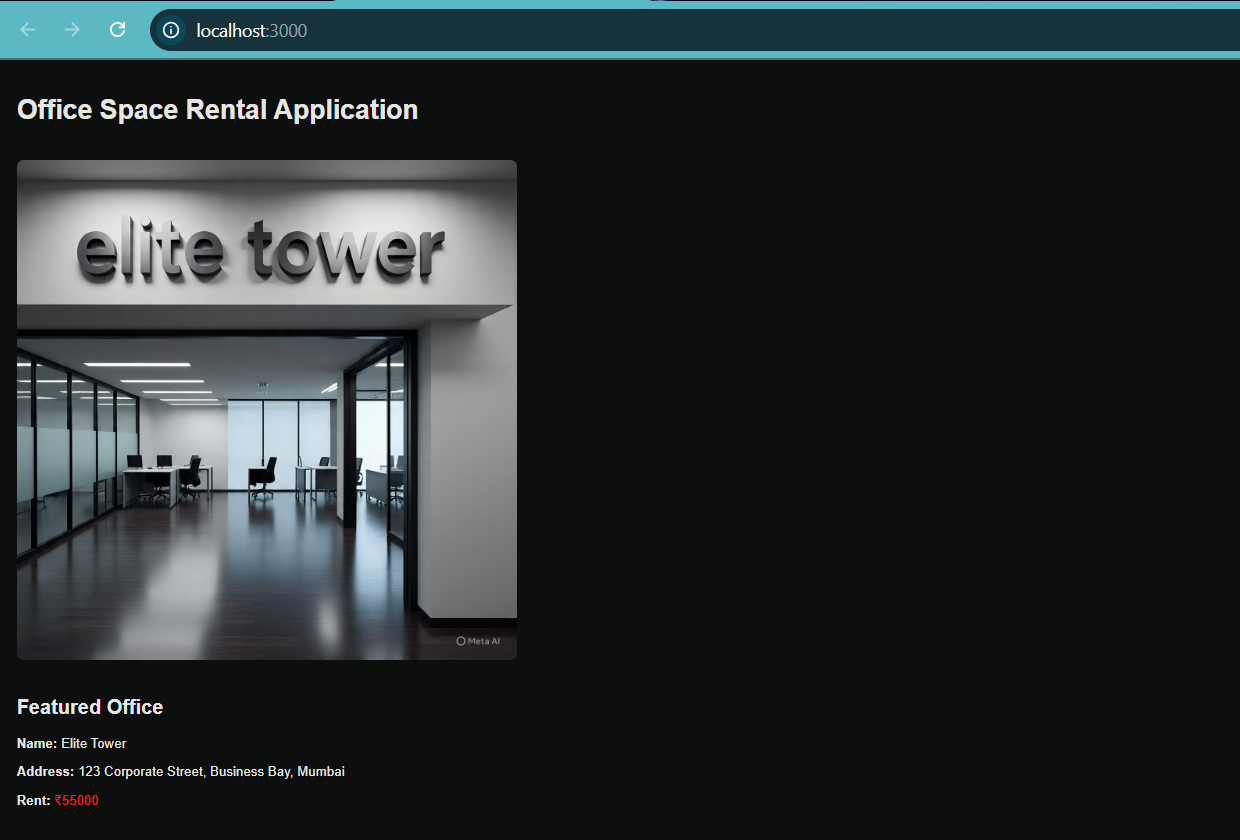 localhost:3000
Office Space Rental Application
elite tower
Meta AI
Featured Office
Name: Elite Tower
Address: 123 Corporate Street, Business Bay, Mumbai
Rent: ₹55000